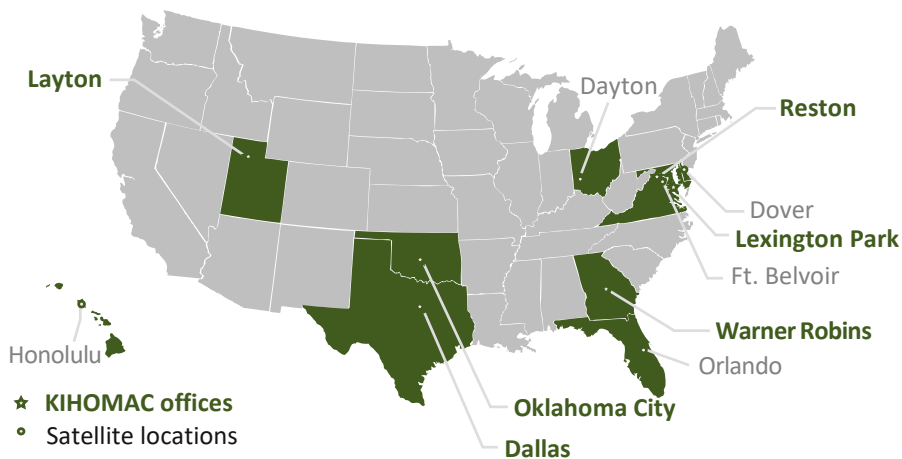 Layton
Dayton
Reston
Dover
Lexington Park
Ft. Belvoir
Warner Robins
Honolulu
Orlando
KIHOMAC offices
Oklahoma City
Satellite locations
Dallas